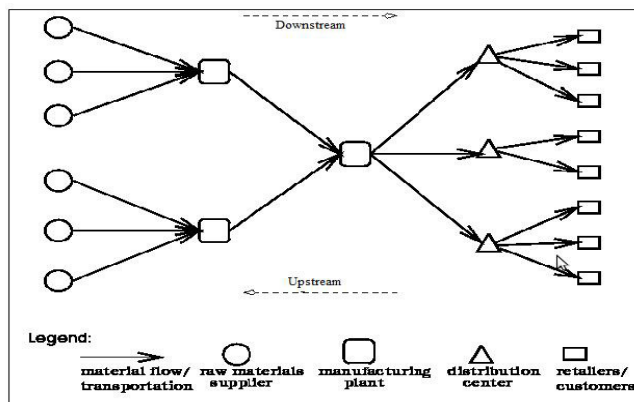 Downstream
Upstream
Legend:
material flow/
transportation
raw materials
supplier
manufacturing
plant
distribution
center
retailers/
customers